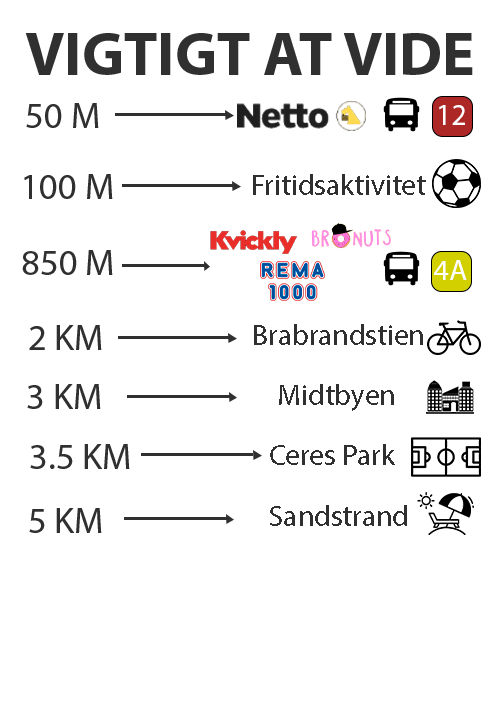 VIGTIGT AT VIDE
50 M Netto 12
100 M Fritidsaktivitet
Kvickly BRONUTS
850 M 4A
REMA
1000
2 KM Brabrandstien
3 KM Midtbyen
3.5 KM Ceres Park
5 KM Sandstrand